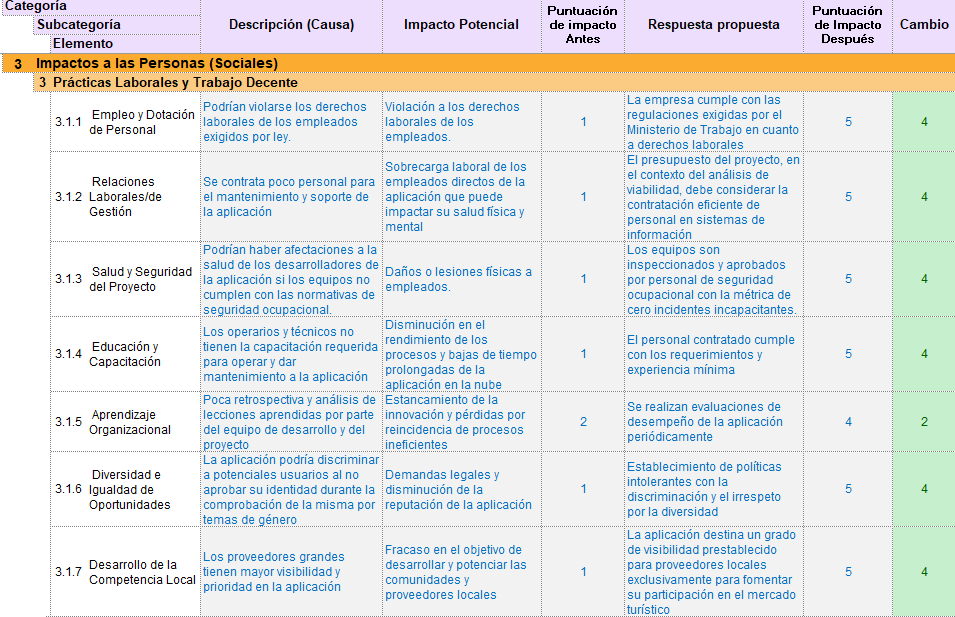 Categoría
Subcategoría
Elemento
Descripción (Causa)
Impacto Potencial
Puntuación
de impacto
Antes
Respuesta propuesta
Puntuación
de Impacto
Después
Cambio
3 Impactos a las Personas (Sociales)
3 Prácticas Laborales y Trabajo Decente
3.1.1
Empleo y Dotación
de Personal
Podrían violarse los derechos
laborales de los empleados
exigidos por ley.
Violación a los derechos
laborales de los
empleados.
1
La empresa cumple con las
regulaciones exigidas por el
Ministerio de Trabajo en cuanto
a derechos laborales
5
4
3.1.2
Relaciones
Laborales/de
Gestión
Se contrata poco personal para
el mantenimiento y soporte de
la aplicación
Sobrecarga laboral de los
empleados directos de la
aplicación que puede
impactar su salud física y
mental
1
El presupuesto del proyecto, en
el contexto del análisis de
viabilidad, debe considerar la
contratación eficiente de
personal en sistemas de
información
5
4
3.1.3
Salud y Seguridad
del Proyecto
Podrían haber afectaciones a la
salud de los desarrolladores de
la aplicación si los equipos no
cumplen con las normativas de
seguridad ocupacional.
Daños o lesiones físicas a
empleados.
1
Los equipos son
inspeccionados y aprobados
por personal de seguridad
ocupacional con la métrica de
cero incidentes incapacitantes.
5
4
3.1.4
Educación y
Capacitación
Los operarios y técnicos no
tienen la capacitación requerida
para operar y dar
mantenimiento a la aplicación
Disminución en el
rendimiento de los
procesos y bajas de tiempo
prolongadas de la
aplicación en la nube
1
El personal contratado cumple
con los requerimientos y
experiencia mínima
5
4
3.1.5
Aprendizaje
Organizacional
Poca retrospectiva y análisis de
lecciones aprendidas por parte
del equipo de desarrollo y del
proyecto
Estancamiento de la
innovación y pérdidas por
reincidencia de procesos
ineficientes
2
Se realizan evaluaciones de
desempeño de la aplicación
periódicamente
4
2
3.1.6
Diversidad e
Igualdad de
Oportunidades
La aplicación podría discriminar
a potenciales usuarios al no
aprobar su identidad durante la
comprobación de la misma por
temas de género
Demandas legales y
disminución de la
reputación de la aplicación
1
Establecimiento de políticas
intolerantes con la
discriminación y el irrespeto
por la diversidad
5
4
3.1.7
Desarrollo de la
Competencia Local
Los proveedores grandes
tienen mayor visibilidad y
prioridad en la aplicación
Fracaso en el objetivo de
desarrollar y potenciar las
comunidades y
proveedores locales
1
La aplicación destina un grado
de visibilidad prestablecido
para proveedores locales
exclusivamente para fomentar
su participación en el mercado
turístico
5
4